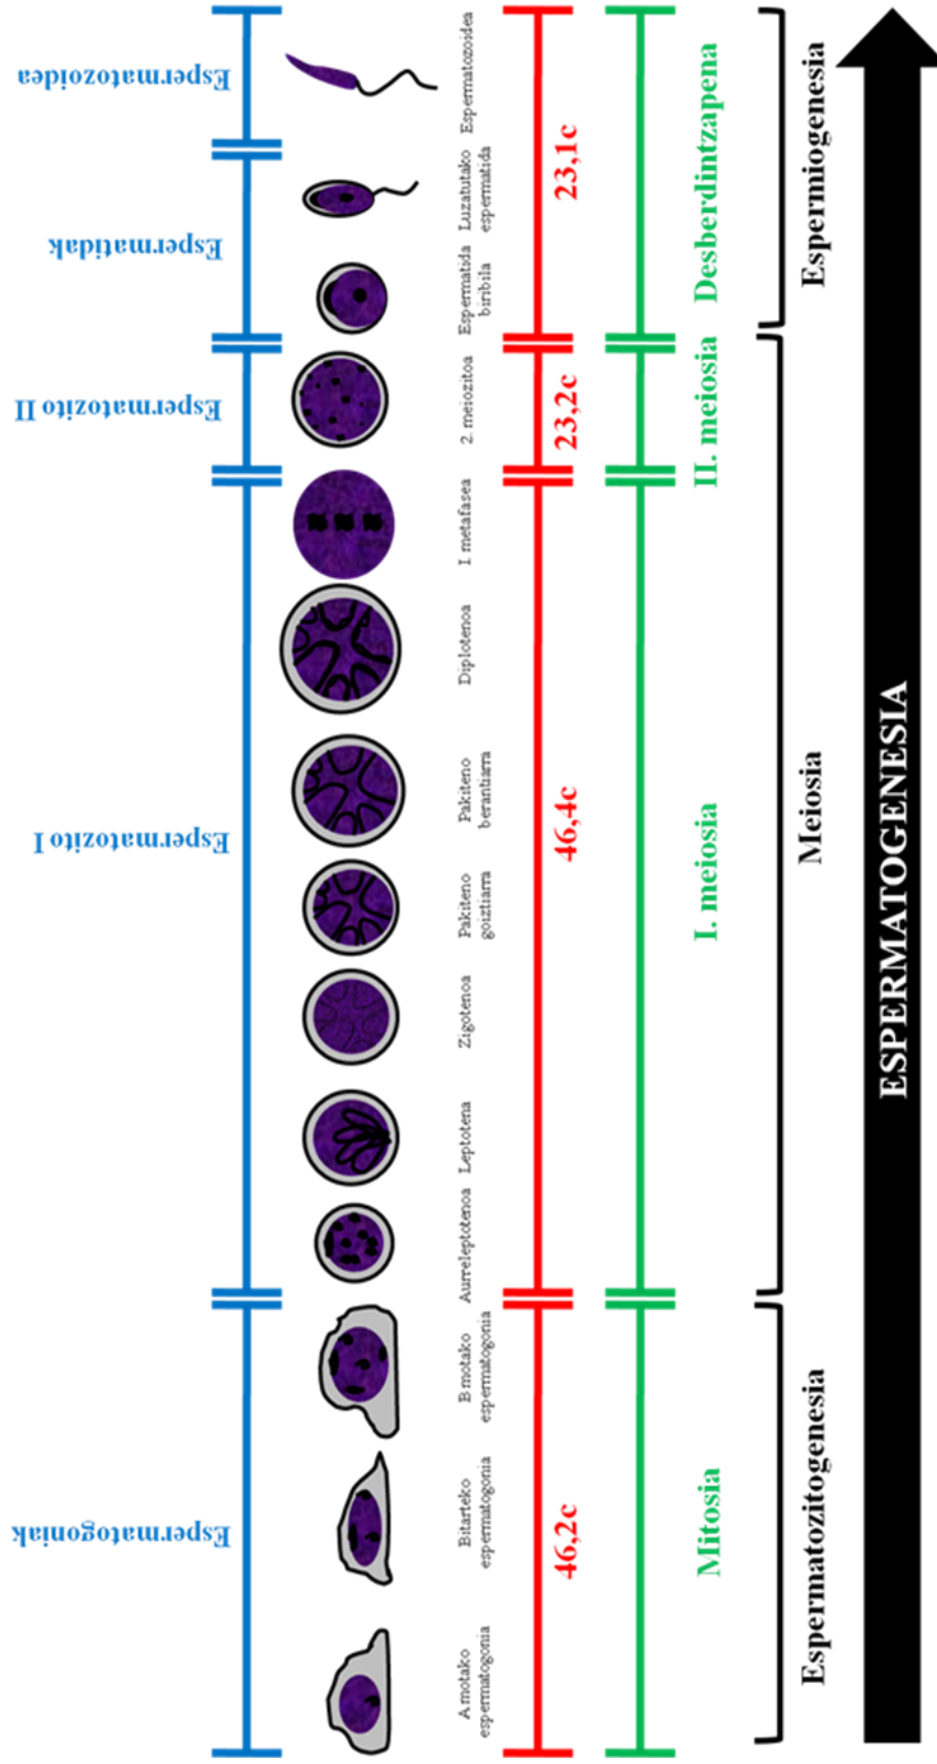 Espermatogoniak
Espermatozito I
Espermatozito II
Espermatidak
Espermatozoidea
A motako
espermatogonia
Bitarteko
espermatogonia
B motako
espermatogonia
Aurreleptotenoa
Leptotena
Zigotenoa
Pakiteno
goiztiarra
Pakiteno
berantiarra
Diplotenoa
I. metafasea
2. meiozitoa
Espermatida
biribila
Luzatutako
espermatida
Espermatozoidea
46,2c
46,4c
23,2c
23,1c
Mitosia
I. meiosia
II. meiosia
Desberdintzapena
Espermatozitogenesia
Meiosia
Espermiogenesia
ESPERMATOGENESIA